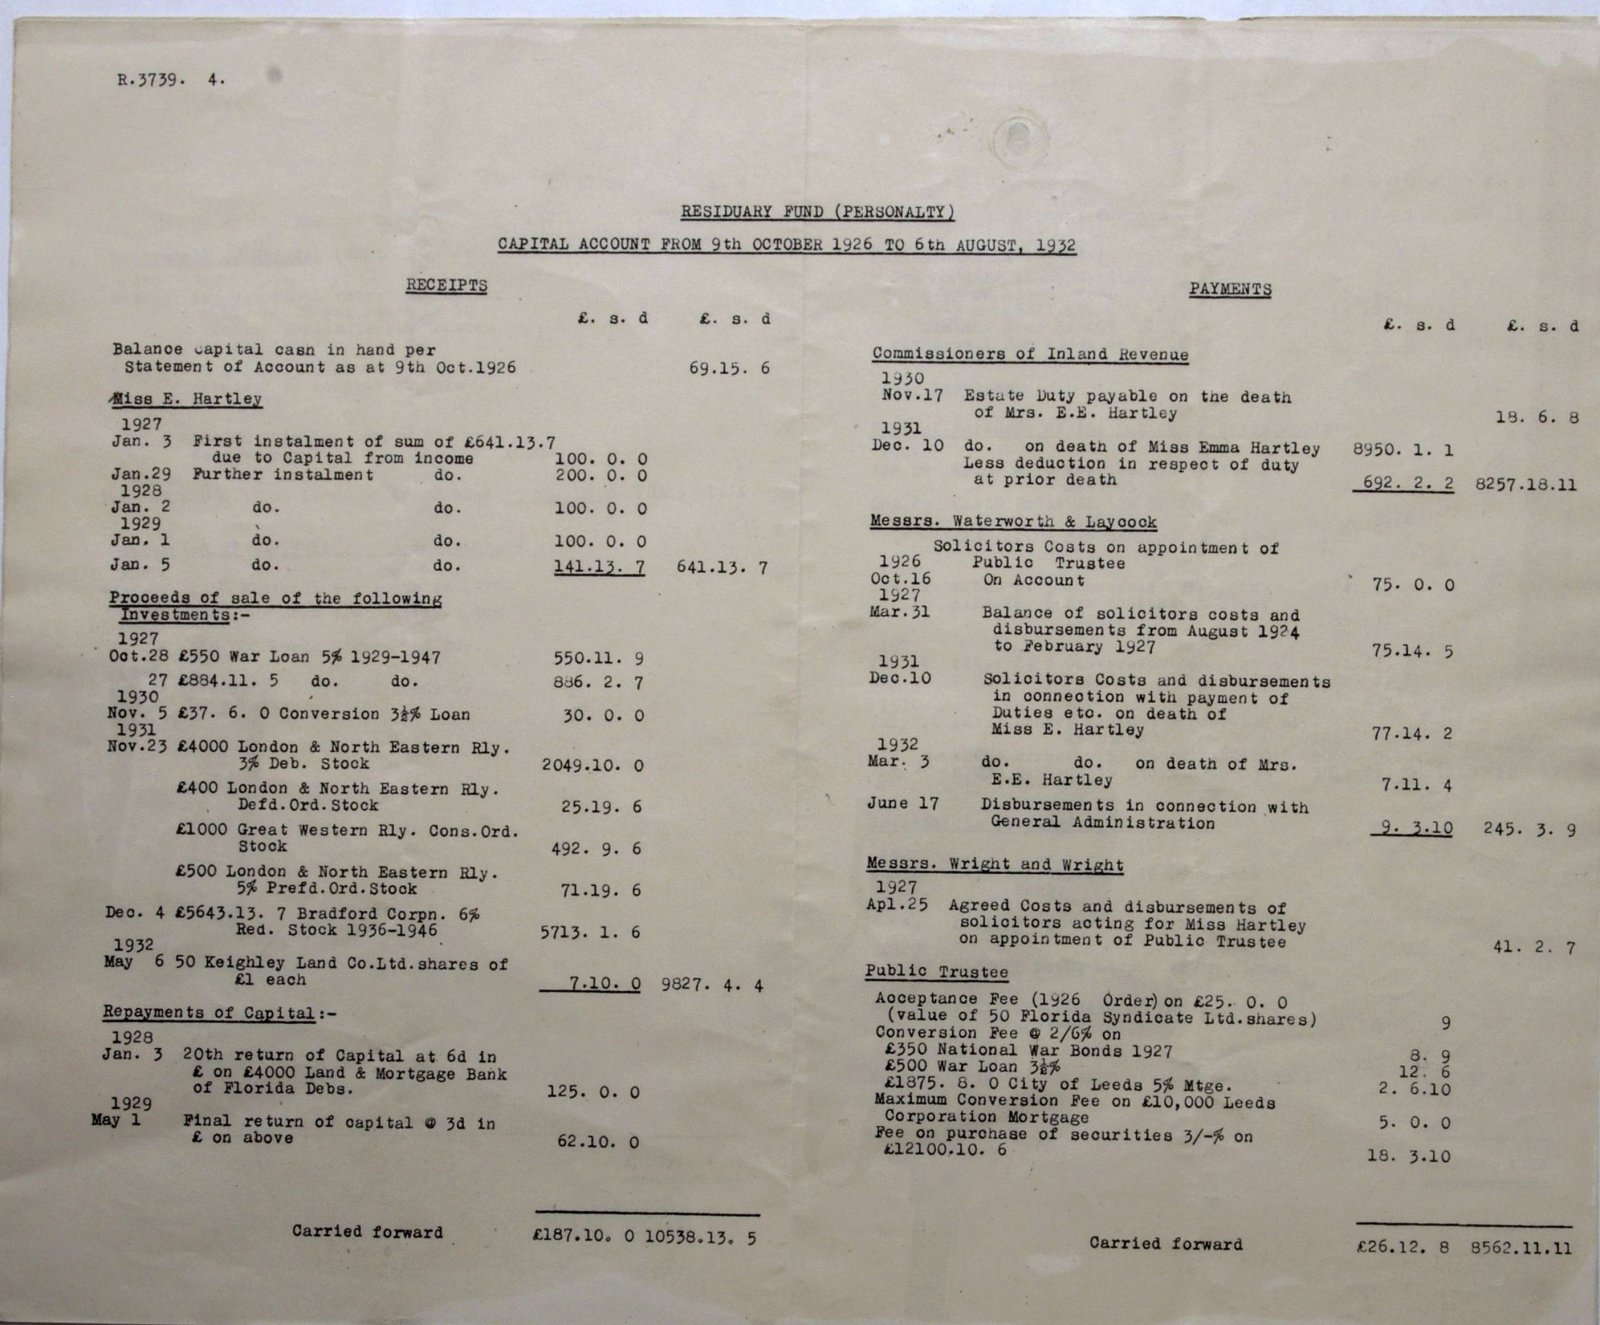 R.3739. 4.
RESIDUARY FUND (PERSONALTY)
CAPITAL ACCOUNT FROM 9th OCTOBER 1926 TO 6th AUGUST, 1932
RECEIPTS
£. s. d £. s. d
Balance capital cash in hand per
Statement of Account as at 9th Oct.1926 69.15. 6
Miss E. Hartley
1927
Jan. 3 First instalment of sum of £641.13.7
due to Capital from income 100. 0. 0
Jan.29 Further instalment do. 200. 0. 0
1928
Jan. 2 do. do. 100. 0. 0
1929
Jan. 1 do. do. 100. 0. 0
Jan. 5 do. do. 141.13. 7 641.13. 7
Proceeds of sale of the following
Investments:-
1927
Oct.28 £550 War Loan 5% 1929-1947 550.11. 9
27 £884.11. 5 do. do. 886. 2. 7
1930
Nov. 5 £37. 6. 0 Conversion 3½% Loan 30. 0. 0
1931
Nov.23 £4000 London & North Eastern Rly.
3% Deb. Stock 2049.10. 0
£400 London & North Eastern Rly.
Defd.Ord.Stock 25.19. 6
£1000 Great Western Rly. Cons.Ord.
Stock 492. 9. 6
£500 London & North Eastern Rly.
5% Prefd.Ord.Stock 71.19. 6
Dec. 4 £5643.13. 7 Bradford Corpn. 6%
Red. Stock 1936-1946 5713. 1. 6
1932
May 6 50 Keighley Land Co.Ltd.shares of
£1 each 7.10. 0 9827. 4. 4
Repayments of Capital:-
1928
Jan. 3 20th return of Capital at 6d in
£ on £4000 Land & Mortgage Bank
of Florida Debs. 125. 0. 0
1929
May 1 Final return of capital @ 3d in
£ on above 62.10. 0
Carried forward £187.10. 0 10538.13. 5
PAYMENTS
£. s. d £. s. d
Commissioners of Inland Revenue
1930
Nov.17 Estate Duty payable on the death
of Mrs. E.E. Hartley 18. 6. 8
1931
Dec. 10 do. on death of Miss Emma Hartley 8950. 1. 1
Less deduction in respect of duty
at prior death 692. 2. 2 8257.18.11
Messrs. Waterworth & Laycock
Solicitors Costs on appointment of
1926 Public Trustee
Oct.16 On Account 75. 0. 0
1927
Mar.31 Balance of solicitors costs and
disbursements from August 1924
to February 1927 75.14. 5
1931
Dec.10 Solicitors Costs and disbursements
in connection with payment of
Duties etc. on death of
Miss E. Hartley 77.14. 2
1932
Mar. 3 do. do. on death of Mrs.
E.E. Hartley 7.11. 4
June 17 Disbursements in connection with
General Administration 9. 3.10 245. 3. 9
Messrs. Wright and Wright
1927
Apl.25 Agreed Costs and disbursements of
solicitors acting for Miss Hartley
on appointment of Public Trustee 41. 2. 7
Public Trustee
Acceptance Fee (1926 Order) on £25. 0. 0
(value of 50 Florida Syndicate Ltd.shares) 9
Conversion Fee @ 2/6% on
£350 National War Bonds 1927 8. 9
£500 War Loan 3½% 12. 6
£1875. 8. 0 City of Leeds 5% Mtge. 2. 6.10
Maximum Conversion Fee on £10,000 Leeds
Corporation Mortgage 5. 0. 0
Fee on purchase of securities 3/-% on
£12100.10. 6 18. 3.10
Carried forward £26.12. 8 8562.11.11